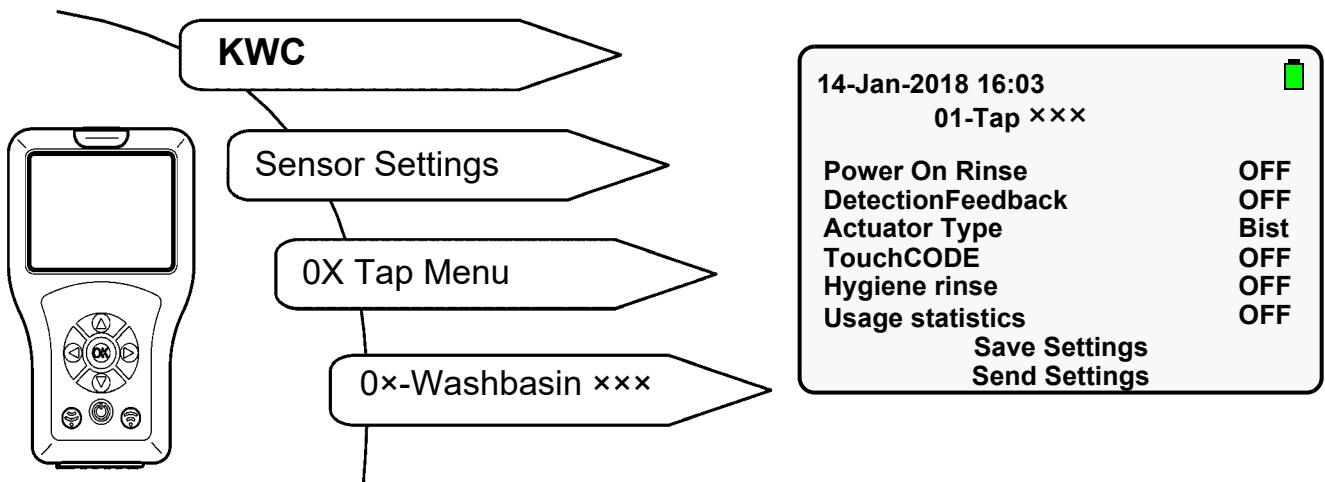 KWC
Sensor Settings
0X Tap Menu
0×-Washbasin ×××
OK
14-Jan-2018 16:03
01-Tap ×××
Power On Rinse OFF
DetectionFeedback OFF
Actuator Type Bist
TouchCODE OFF
Hygiene rinse OFF
Usage statistics OFF
Save Settings
Send Settings